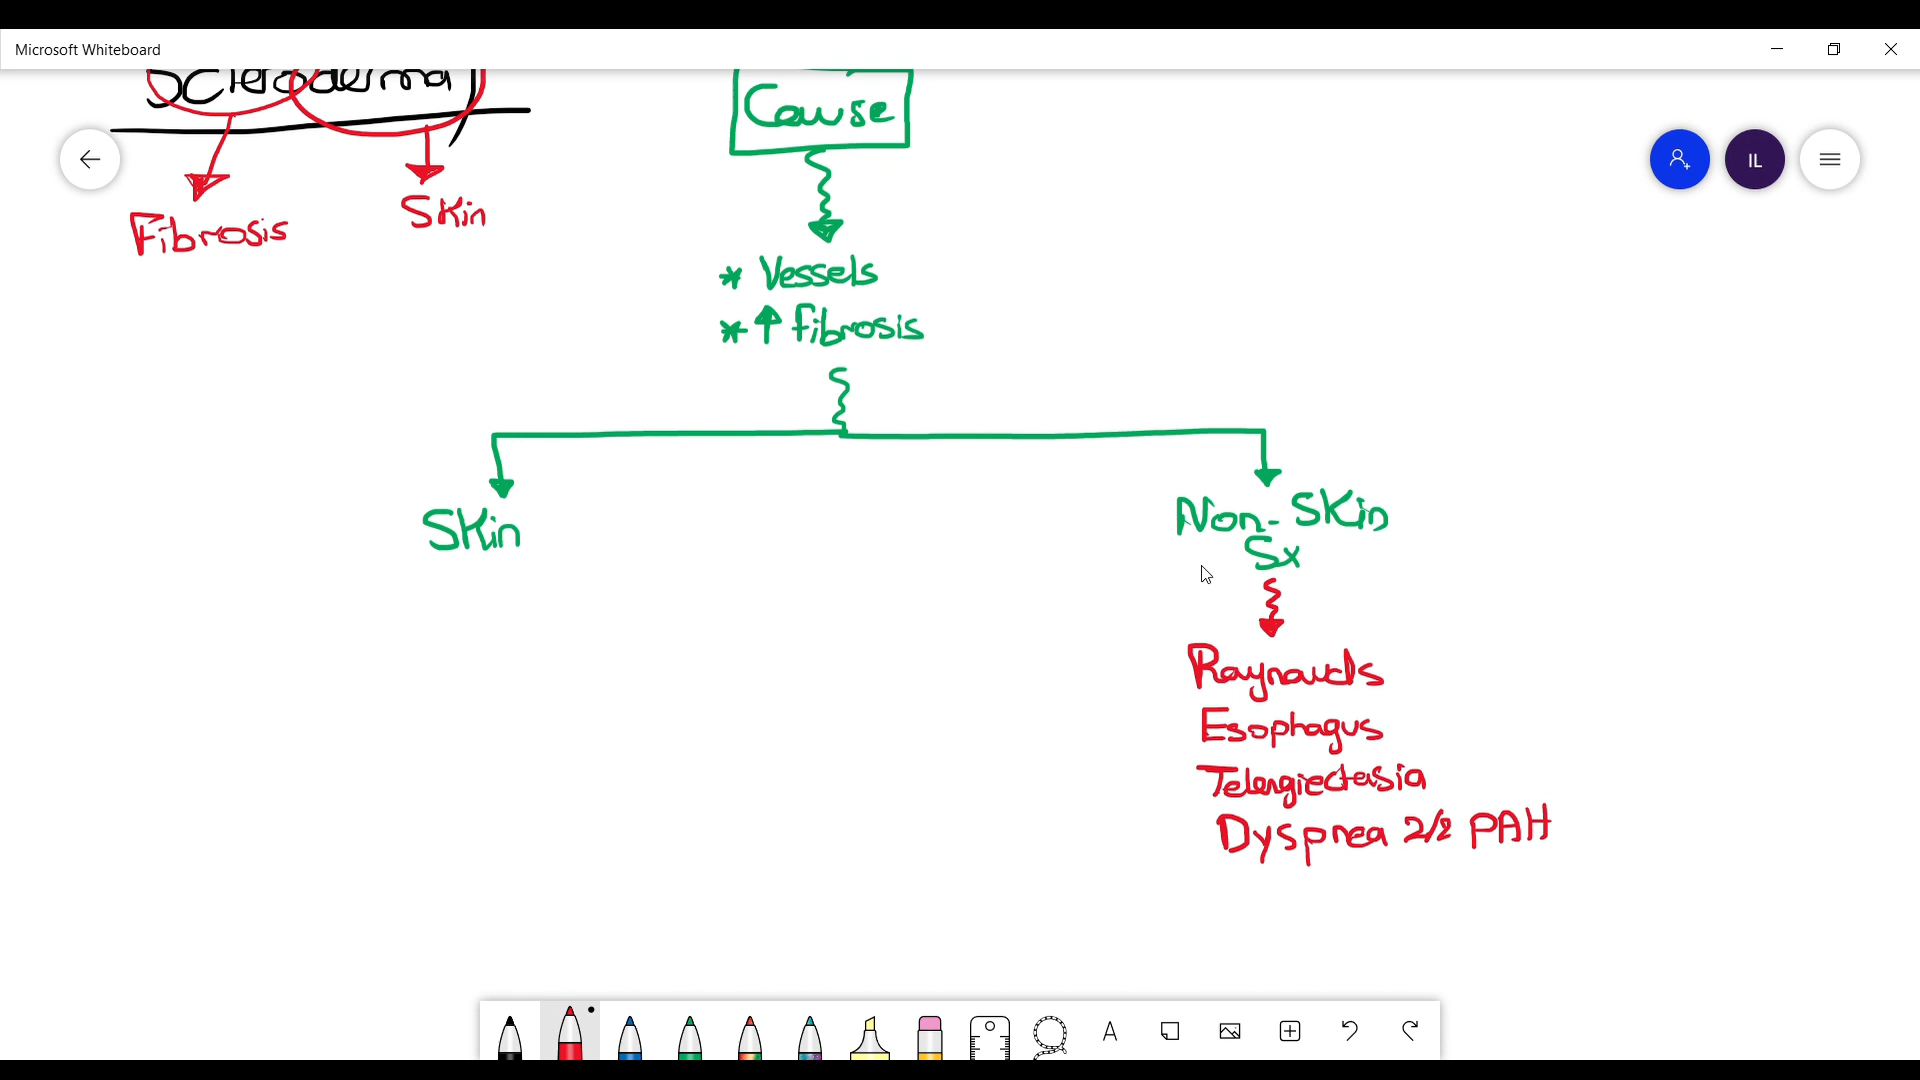 Microsoft Whiteboard
Scleroderma)
Fibrosis
Skin
Cause
* Vessels
* ↑ fibrosis
Skin
Non-Skin
Sx
Raynauds
Esophagus
Telangiectasia
Dyspnea 2/2 PAH
IL
A